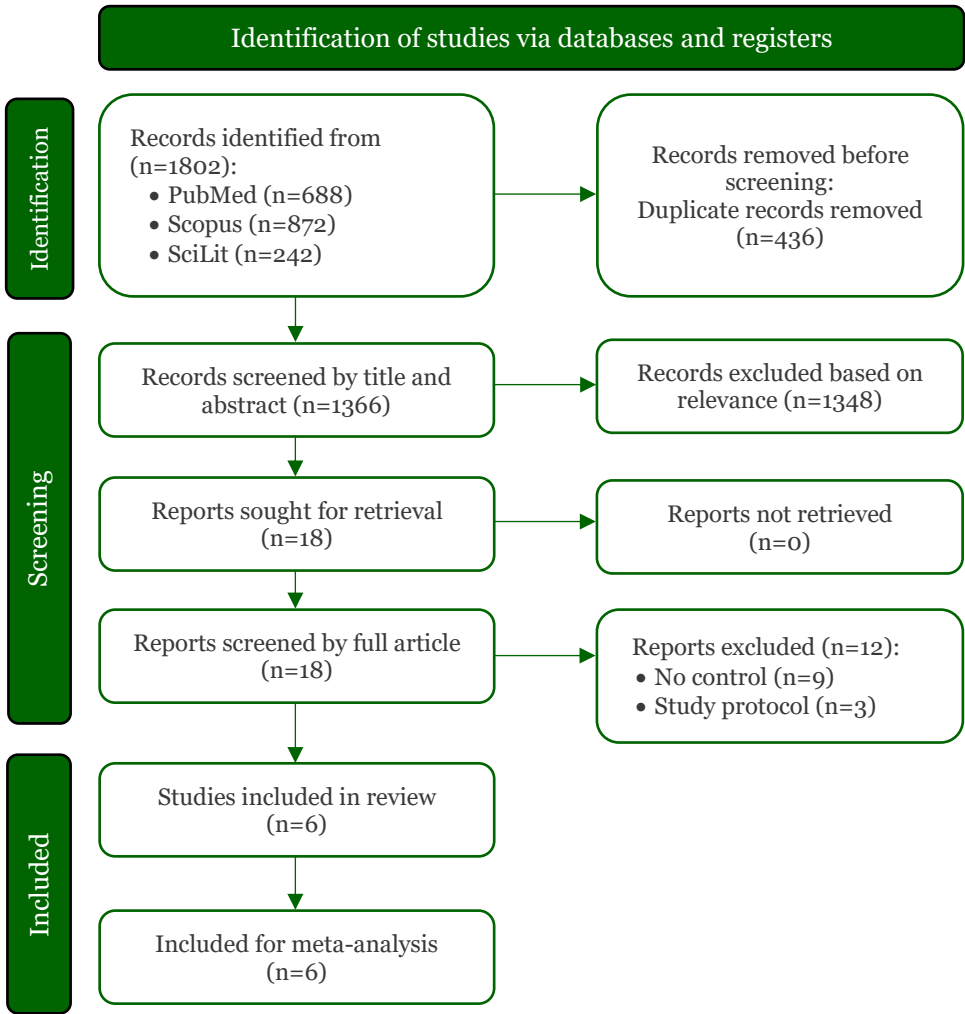 Identification of studies via databases and registers
Identification
Records identified from
(n=1802):
• PubMed (n=688)
• Scopus (n=872)
• SciLit (n=242)
Records removed before
screening:
Duplicate records removed
(n=436)
Screening
Records screened by title and
abstract (n=1366)
Records excluded based on
relevance (n=1348)
Reports sought for retrieval
(n=18)
Reports not retrieved
(n=0)
Reports screened by full article
(n=18)
Reports excluded (n=12):
• No control (n=9)
• Study protocol (n=3)
Included
Studies included in review
(n=6)
Included for meta-analysis
(n=6)